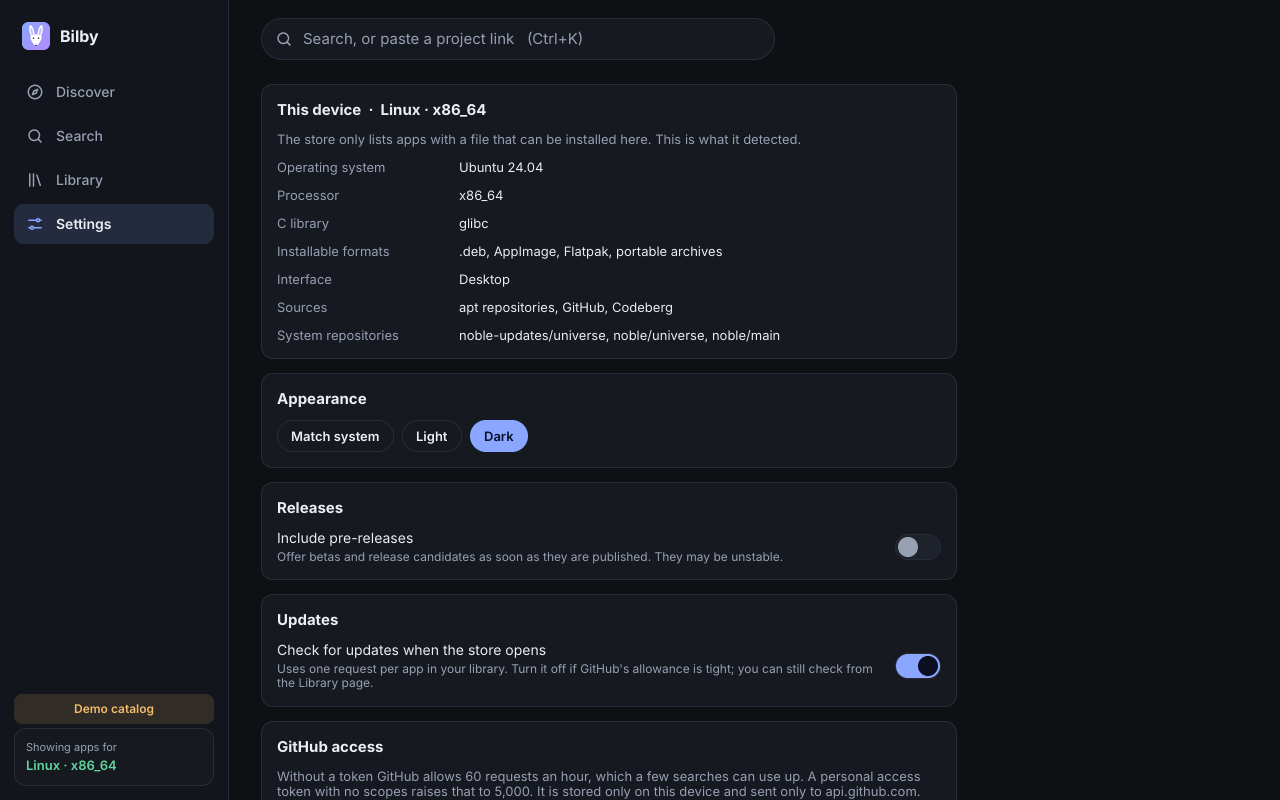 Bilby
Discover
Search
Library
Settings
Demo catalog
Showing apps for
Linux · x86_64
Search, or paste a project link (Ctrl+K)
This device · Linux · x86_64
The store only lists apps with a file that can be installed here. This is what it detected.
Operating system Ubuntu 24.04
Processor x86_64
C library glibc
Installable formats .deb, AppImage, Flatpak, portable archives
Interface Desktop
Sources apt repositories, GitHub, Codeberg
System repositories noble-updates/universe, noble/universe, noble/main
Appearance
Match system Light Dark
Releases
Include pre-releases
Offer betas and release candidates as soon as they are published. They may be unstable.
Updates
Check for updates when the store opens
Uses one request per app in your library. Turn it off if GitHub's allowance is tight; you can still check from
the Library page.
GitHub access
Without a token GitHub allows 60 requests an hour, which a few searches can use up. A personal access
token with no scopes raises that to 5,000. It is stored only on this device and sent only to api.github.com.